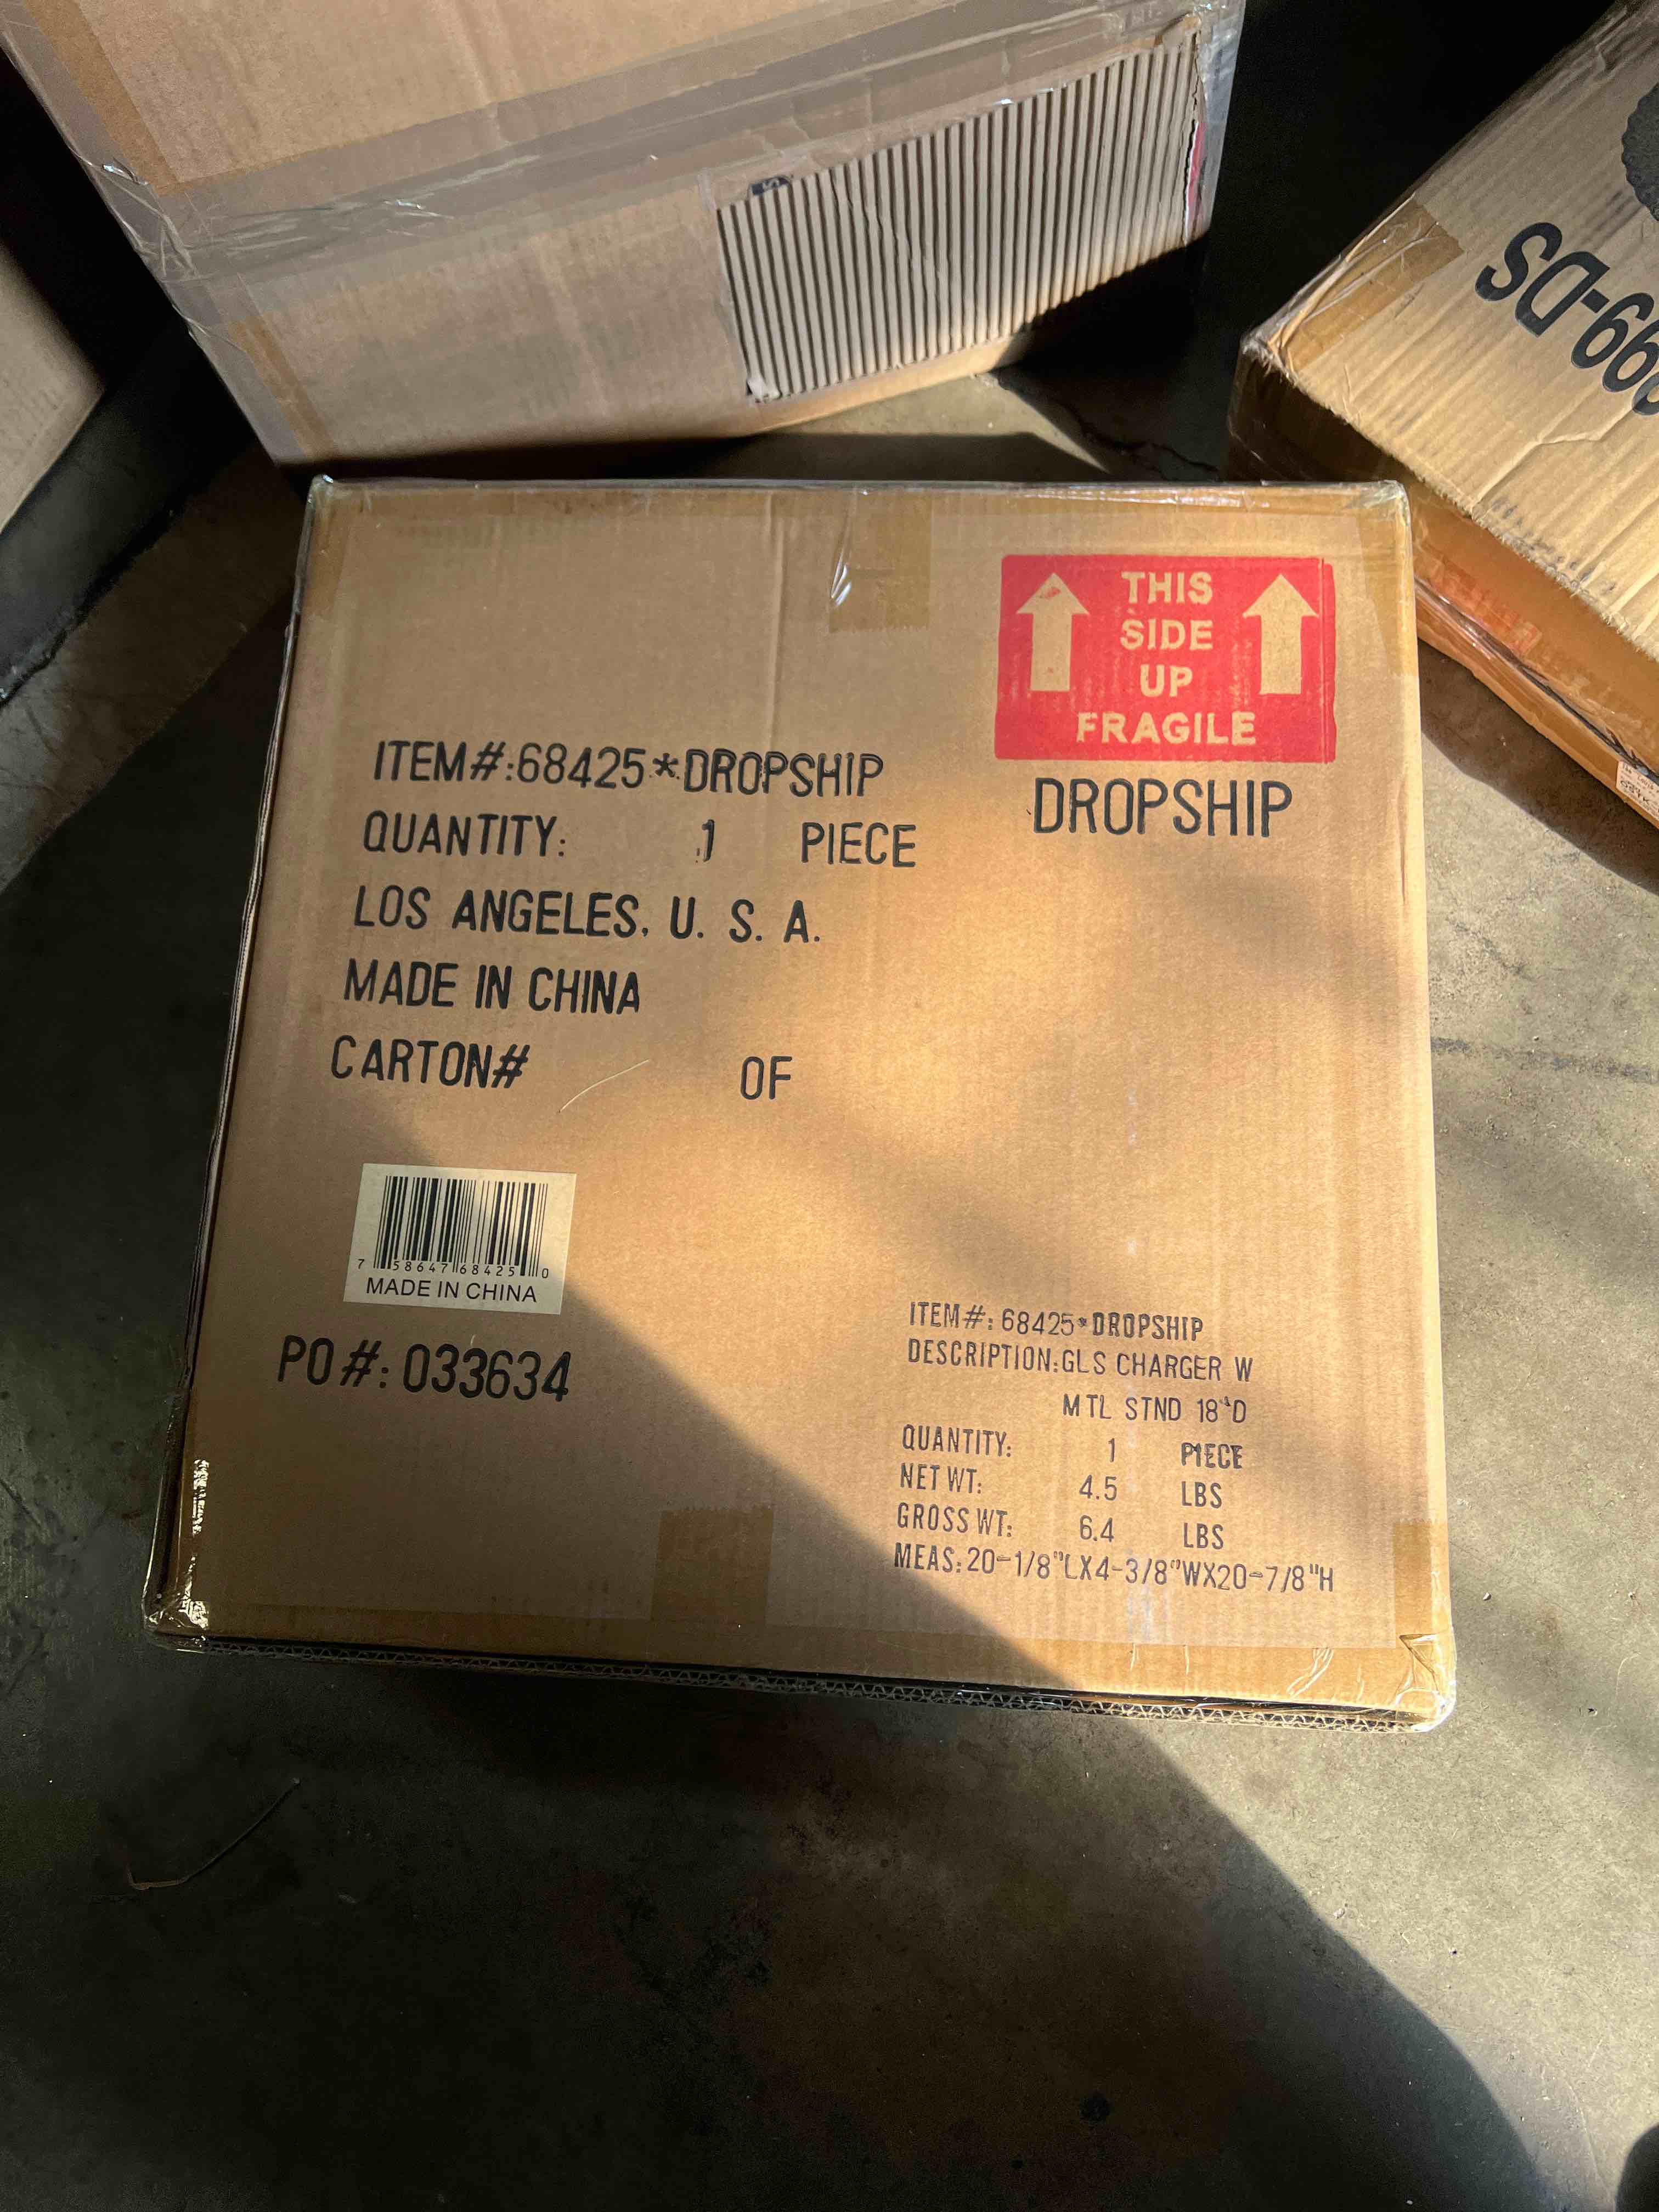 SD-66
THIS
SIDE
UP
FRAGILE
DROPSHIP
ITEM#:68425*DROPSHIP
QUANTITY: 1 PIECE
LOS ANGELES, U. S. A.
MADE IN CHINA
CARTON# OF
7 58647 68425 0
MADE IN CHINA
PO#: 033634
ITEM#: 68425*DROPSHIP
DESCRIPTION:GLS CHARGER W
MTL STND 18"D
QUANTITY: 1 PIECE
NET WT: 4.5 LBS
GROSS WT: 6.4 LBS
MEAS: 20-1/8"LX4-3/8"WX20-7/8"H